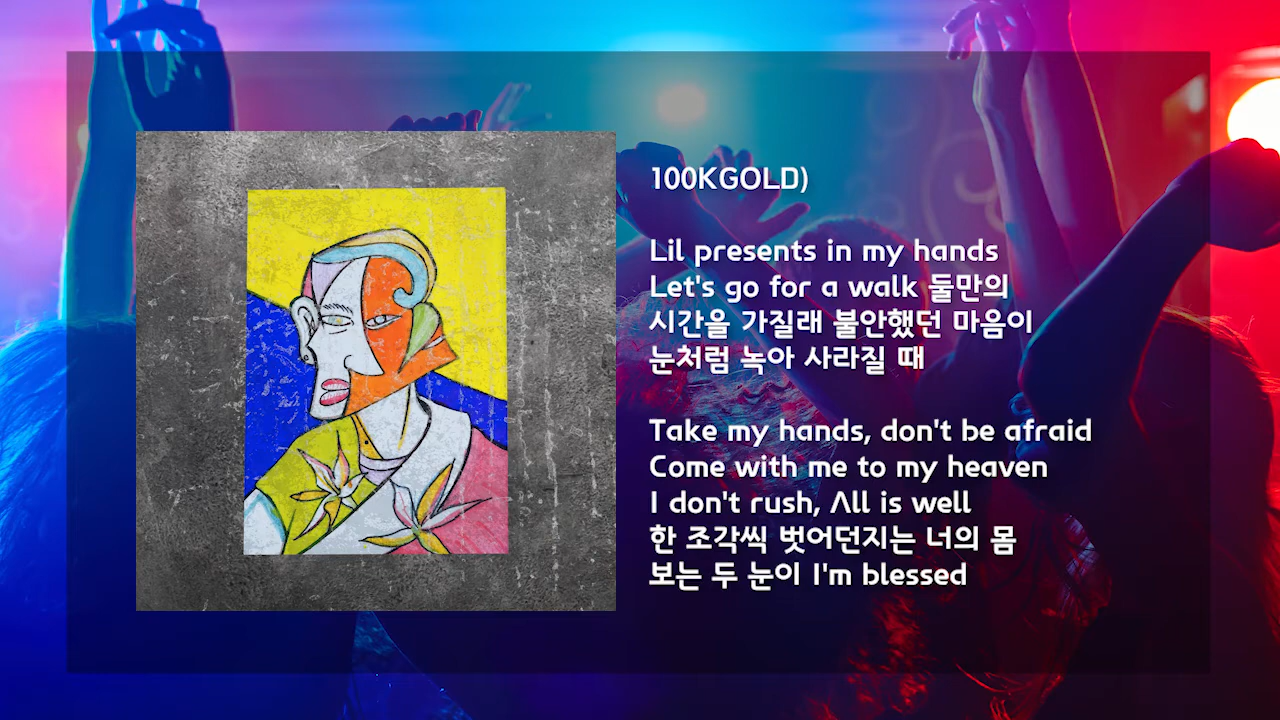 100KGOLD)
Lil presents in my hands
Let's go for a walk 둘만의
시간을 가질래 불안했던 마음이
눈처럼 녹아 사라질 때
Take my hands, don't be afraid
Come with me to my heaven
I don't rush, All is well
한 조각씩 벗어던지는 너의 몸
보는 두 눈이 I'm blessed